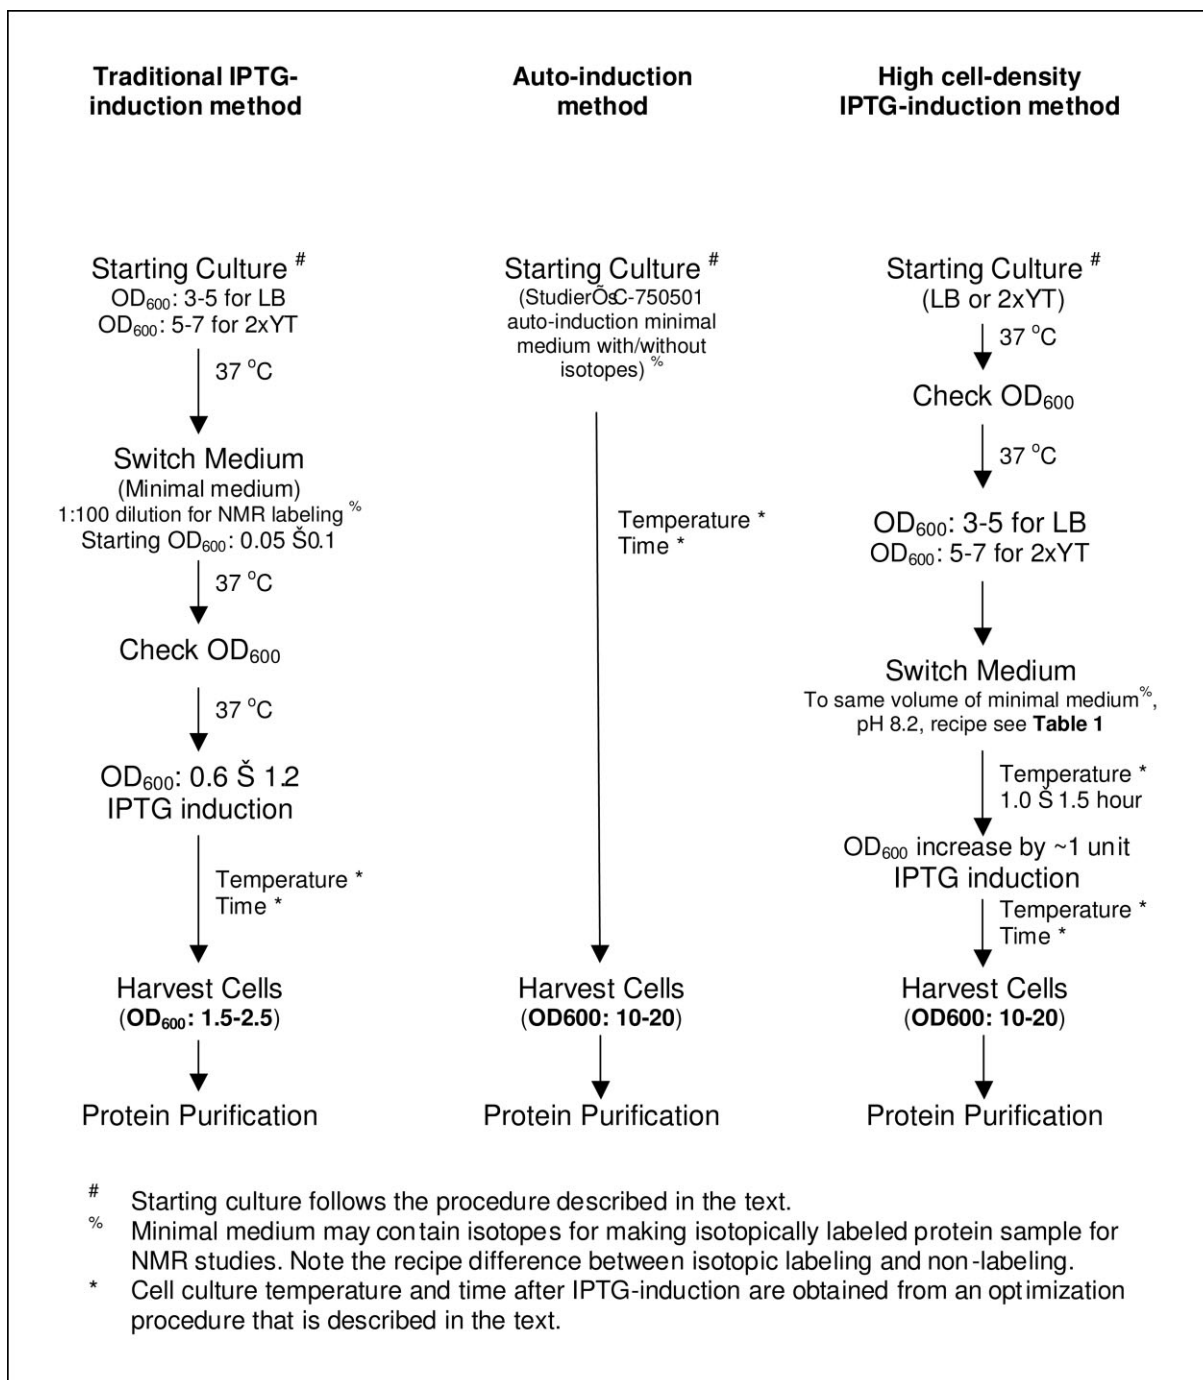 Traditional IPTG-
induction method
Starting Culture #
OD600: 3-5 for LB
OD600: 5-7 for 2xYT
37 oC
Switch Medium
(Minimal medium)
1:100 dilution for NMR labeling %
Starting OD600: 0.05 Š0.1
37 oC
Check OD600
37 oC
OD600: 0.6 Š 1.2
IPTG induction
Temperature *
Time *
Harvest Cells
(OD600: 1.5-2.5)
Protein Purification
Auto-induction
method
Starting Culture #
(StudierÕs C-750501
auto-induction minimal
medium with/without
isotopes) %
Temperature *
Time *
Harvest Cells
(OD600: 10-20)
Protein Purification
High cell-density
IPTG-induction method
Starting Culture #
(LB or 2xYT)
37 oC
Check OD600
37 oC
OD600: 3-5 for LB
OD600: 5-7 for 2xYT
Switch Medium
To same volume of minimal medium%,
pH 8.2, recipe see Table 1
Temperature *
1.0 Š 1.5 hour
OD600 increase by ~1 unit
IPTG induction
Temperature *
Time *
Harvest Cells
(OD600: 10-20)
Protein Purification
# Starting culture follows the procedure described in the text.
% Minimal medium may contain isotopes for making isotopically labeled protein sample for
NMR studies. Note the recipe difference between isotopic labeling and non-labeling.
* Cell culture temperature and time after IPTG-induction are obtained from an optimization
procedure that is described in the text.